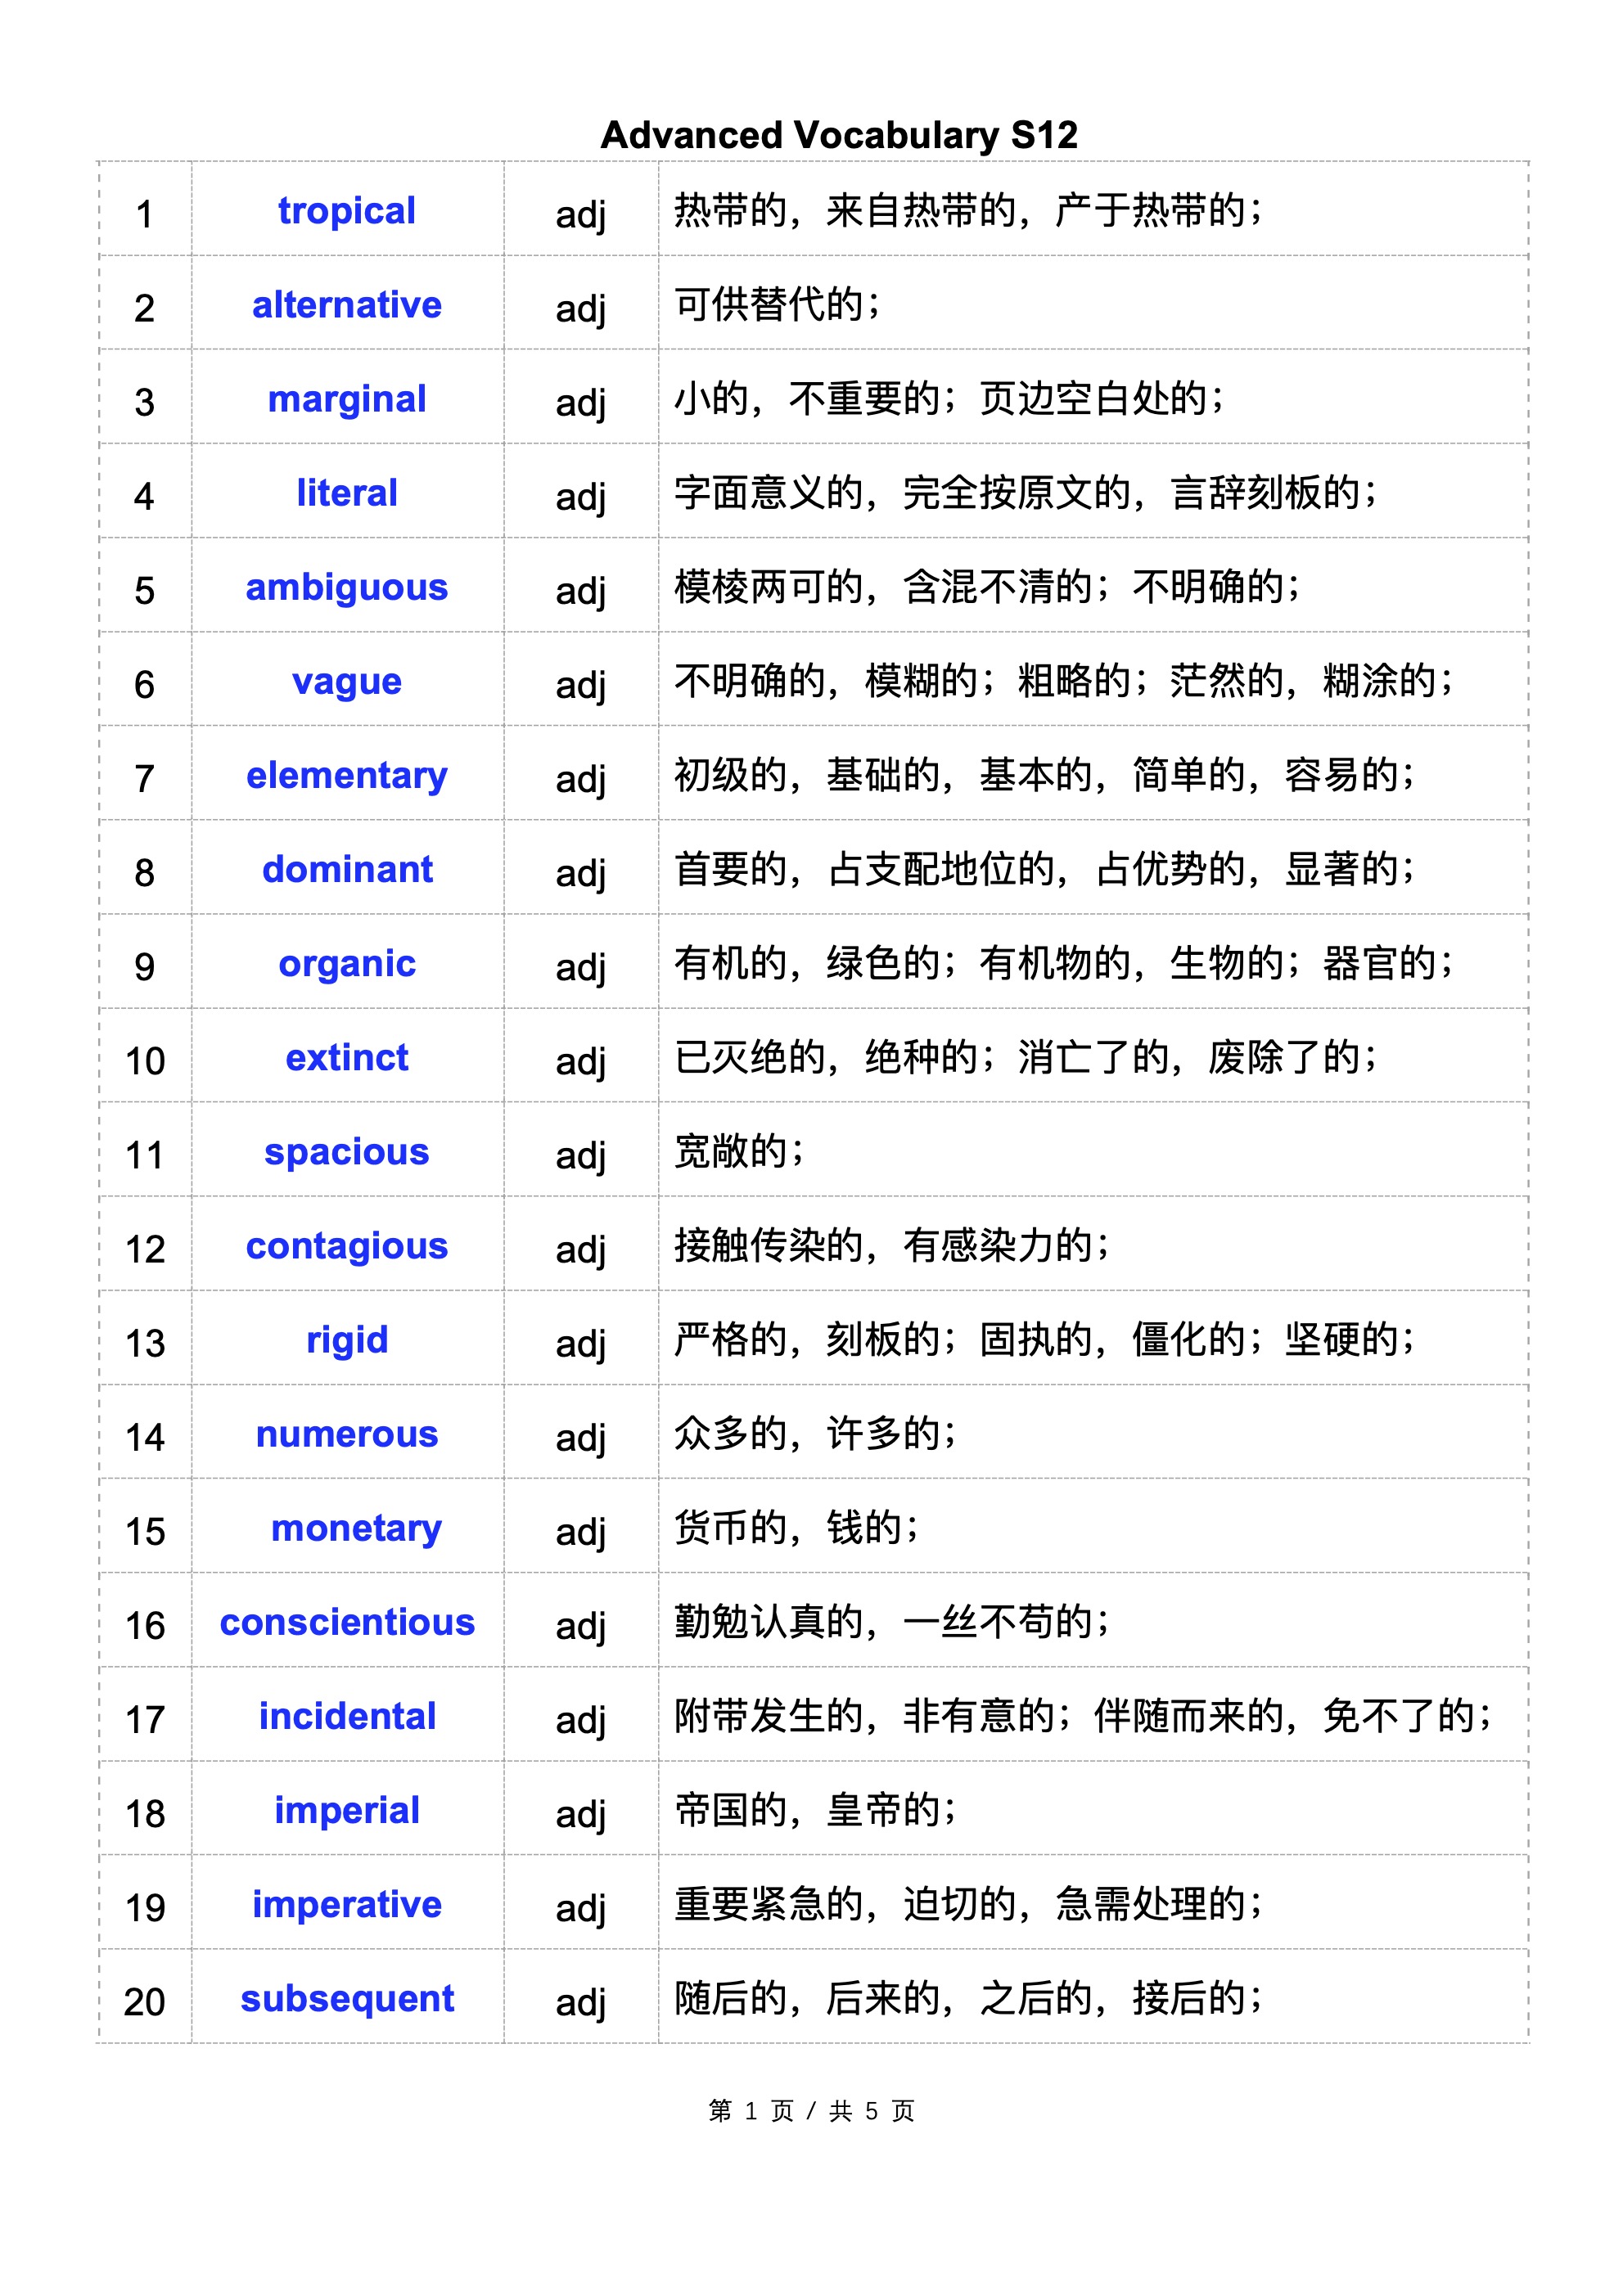 Advanced Vocabulary S12
1 tropical adj 热带的，来自热带的，产于热带的；
2 alternative adj 可供替代的；
3 marginal adj 小的，不重要的；页边空白处的；
4 literal adj 字面意义的，完全按原文的，言辞刻板的；
5 ambiguous adj 模棱两可的，含混不清的；不明确的；
6 vague adj 不明确的，模糊的；粗略的；茫然的，糊涂的；
7 elementary adj 初级的，基础的，基本的，简单的，容易的；
8 dominant adj 首要的，占支配地位的，占优势的，显著的；
9 organic adj 有机的，绿色的；有机物的，生物的；器官的；
10 extinct adj 已灭绝的，绝种的；消亡了的，废除了的；
11 spacious adj 宽敞的；
12 contagious adj 接触传染的，有感染力的；
13 rigid adj 严格的，刻板的；固执的，僵化的；坚硬的；
14 numerous adj 众多的，许多的；
15 monetary adj 货币的，钱的；
16 conscientious adj 勤勉认真的，一丝不苟的；
17 incidental adj 附带发生的，非有意的；伴随而来的，免不了的；
18 imperial adj 帝国的，皇帝的；
19 imperative adj 重要紧急的，迫切的，急需处理的；
20 subsequent adj 随后的，后来的，之后的，接后的；
第 1 页 / 共 5 页